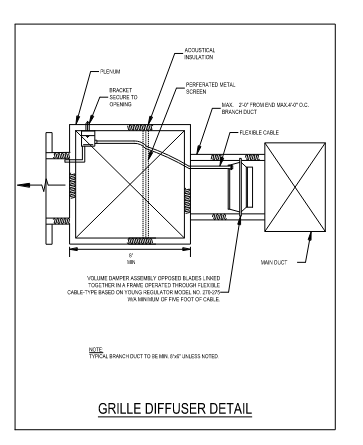 ACOUSTICAL
INSULATION
PLENUM
BRACKET
SECURE TO
OPENING
PERFERATED METAL
SCREEN
MAX. 2'-0" FROM END MAX.4'-0" O.C.
BRANCH DUCT
FLEXIBLE CABLE
6"
MIN
MAIN DUCT
VOLUME DAMPER ASSEMBLY OPPOSED BLADES LINKED
TOGETHER IN A FRAME OPERATED THROUGH FLEXIBLE
CABLE-TYPE BASED ON YOUNG REGULATOR MODEL NO. 270-275
W/A MINIMUM OF FIVE FOOT OF CABLE.
NOTE:
TYPICAL BRANCH DUCT TO BE MIN. 6"x6" UNLESS NOTED.
GRILLE DIFFUSER DETAIL